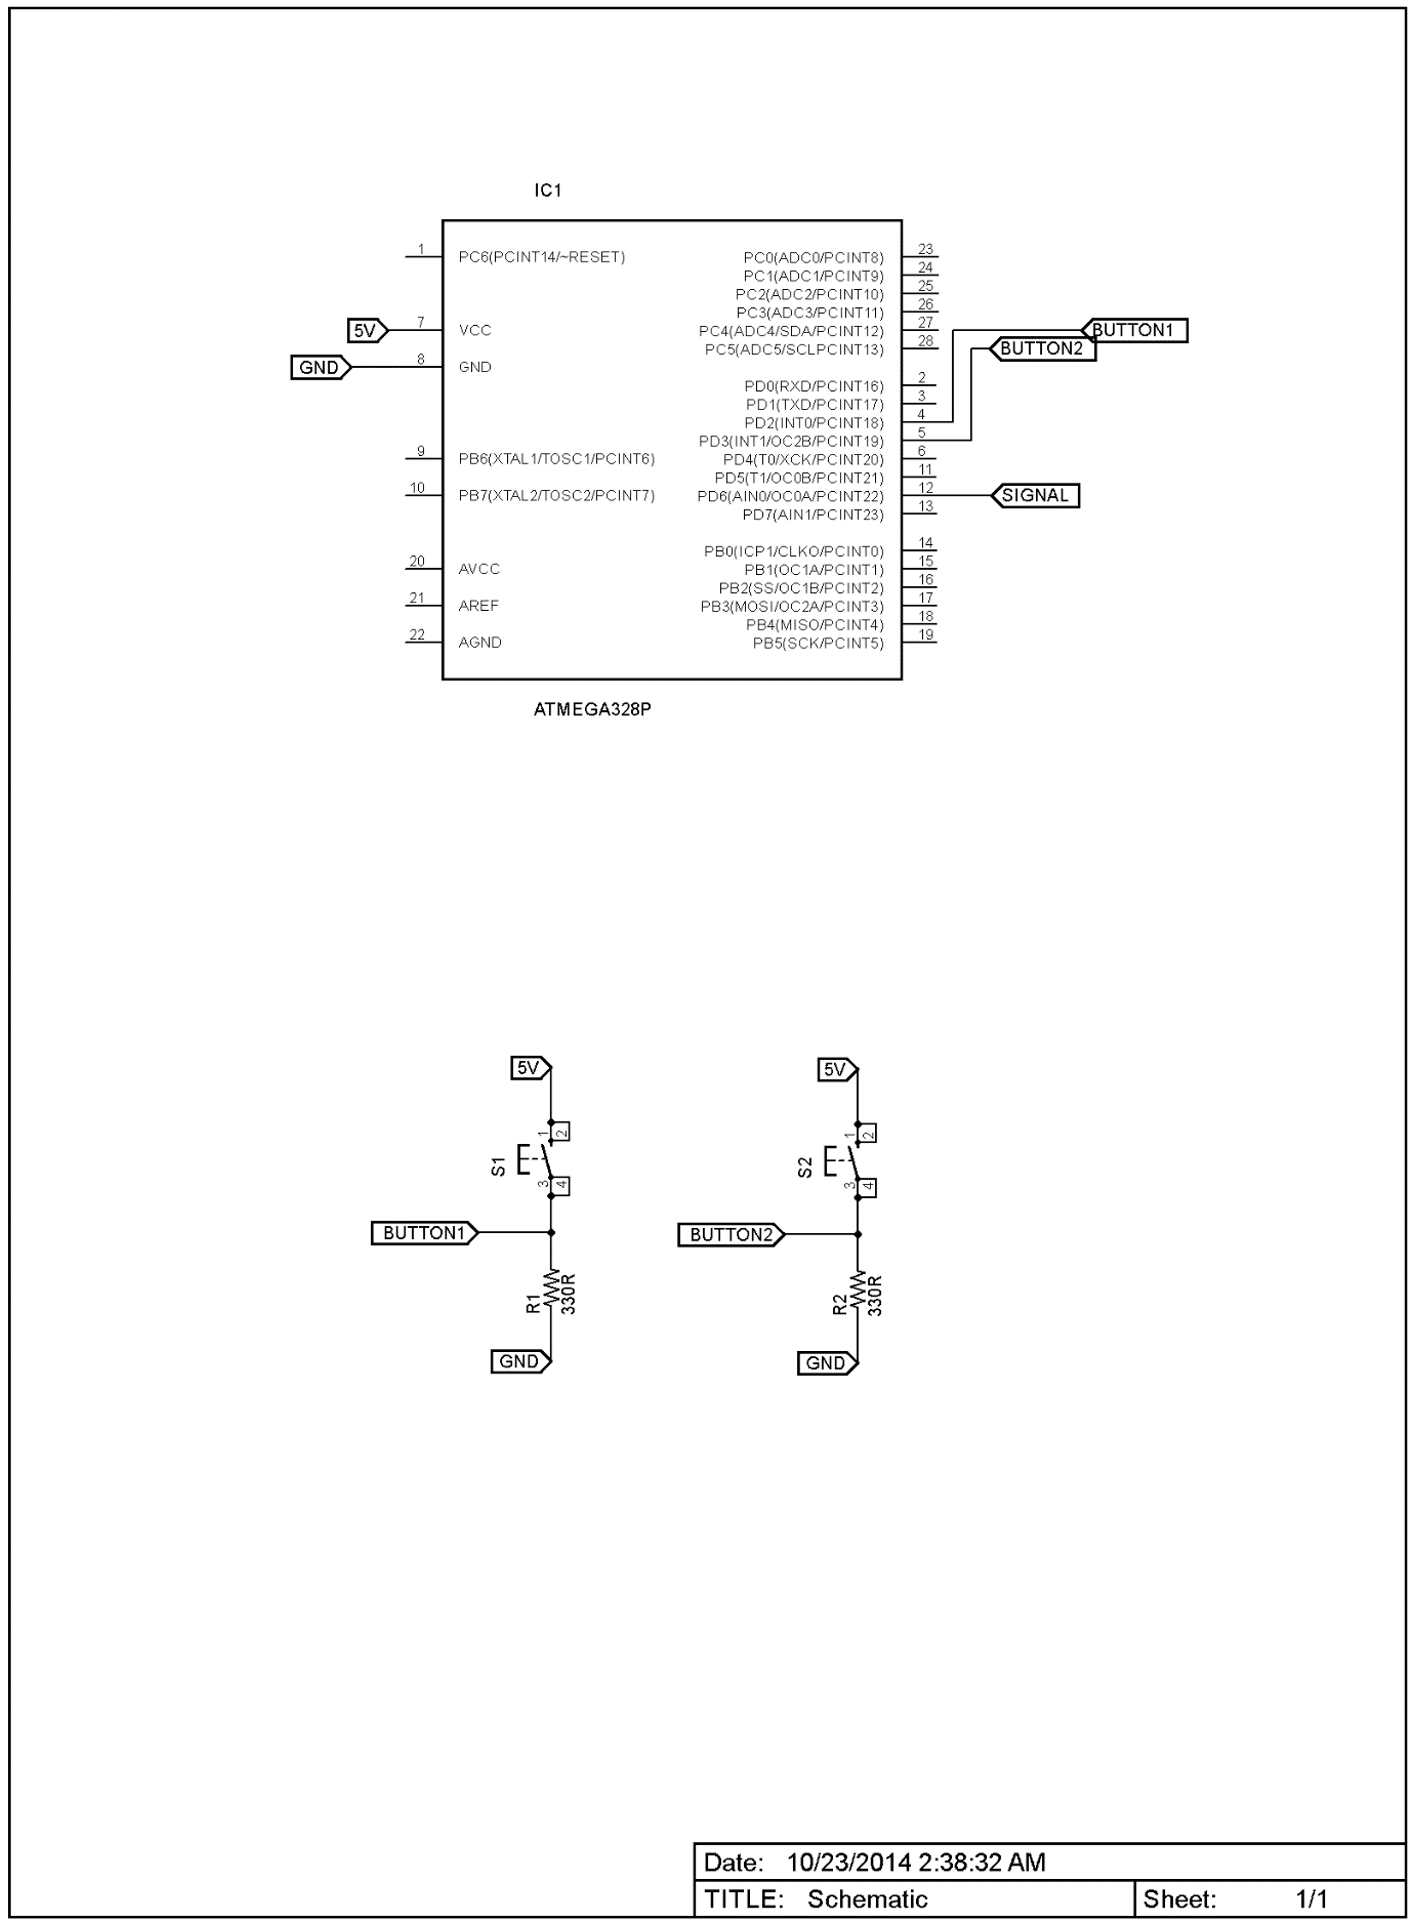 IC1
1 PC6(PCINT14/~RESET)
5V 7 VCC
GND 8 GND
9 PB6(XTAL1/TOSC1/PCINT6)
10 PB7(XTAL2/TOSC2/PCINT7)
20 AVCC
21 AREF
22 AGND
PC0(ADC0/PCINT8) 23
PC1(ADC1/PCINT9) 24
PC2(ADC2/PCINT10) 25
PC3(ADC3/PCINT11) 26
PC4(ADC4/SDA/PCINT12) 27
PC5(ADC5/SCLPCINT13) 28
BUTTON1
BUTTON2
PD0(RXD/PCINT16) 2
PD1(TXD/PCINT17) 3
PD2(INT0/PCINT18) 4
PD3(INT1/OC2B/PCINT19) 5
PD4(T0/XCK/PCINT20) 6
PD5(T1/OC0B/PCINT21) 11
PD6(AIN0/OC0A/PCINT22) 12 SIGNAL
PD7(AIN1/PCINT23) 13
PB0(ICP1/CLKO/PCINT0) 14
PB1(OC1A/PCINT1) 15
PB2(SS/OC1B/PCINT2) 16
PB3(MOSI/OC2A/PCINT3) 17
PB4(MISO/PCINT4) 18
PB5(SCK/PCINT5) 19
ATMEGA328P
5V
1 2
S1
3 4
BUTTON1
R1
330R
GND
5V
1 2
S2
3 4
BUTTON2
R2
330R
GND
Date: 10/23/2014 2:38:32 AM
TITLE: Schematic
Sheet: 1/1